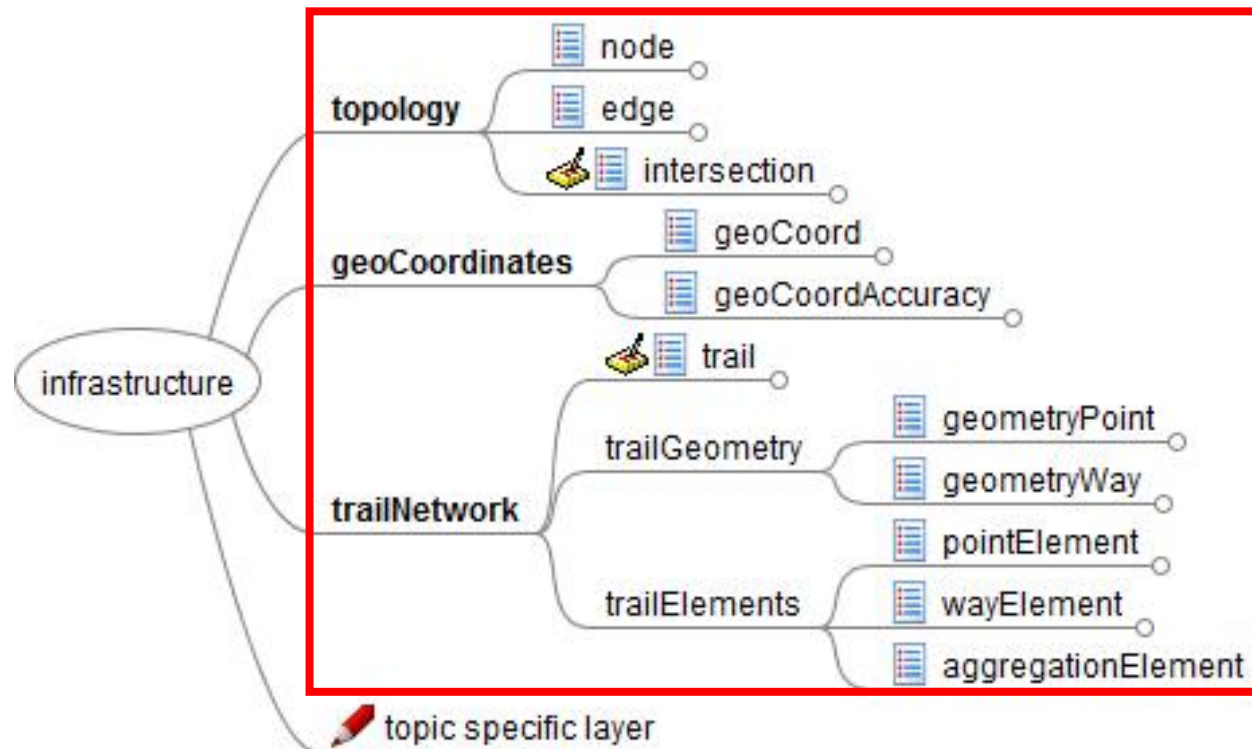 node
topology
edge
intersection
geoCoord
geoCoordinates
geoCoordAccuracy
trail
infrastructure
geometryPoint
trailGeometry
geometryWay
trailNetwork
pointElement
trailElements
wayElement
aggregationElement
topic specific layer